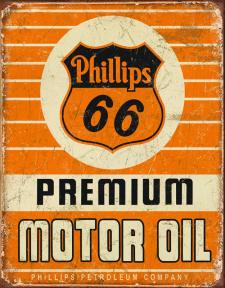 Phillips
66
PREMIUM
MOTOR OIL
PHILLIPS PETROLEUM COMPANY